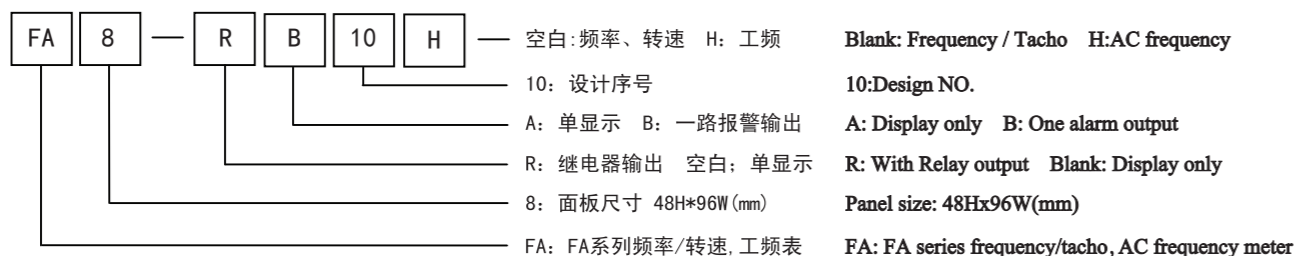 FA 8 — R B 10 H — 空白:频率、转速 H：工频 Blank: Frequency / Tacho H:AC frequency
10：设计序号 10:Design NO.
A：单显示 B：一路报警输出 A: Display only B: One alarm output
R：继电器输出 空白；单显示 R: With Relay output Blank: Display only
8：面板尺寸 48H*96W(mm) Panel size: 48Hx96W(mm)
FA：FA系列频率/转速,工频表 FA: FA series frequency/tacho, AC frequency meter